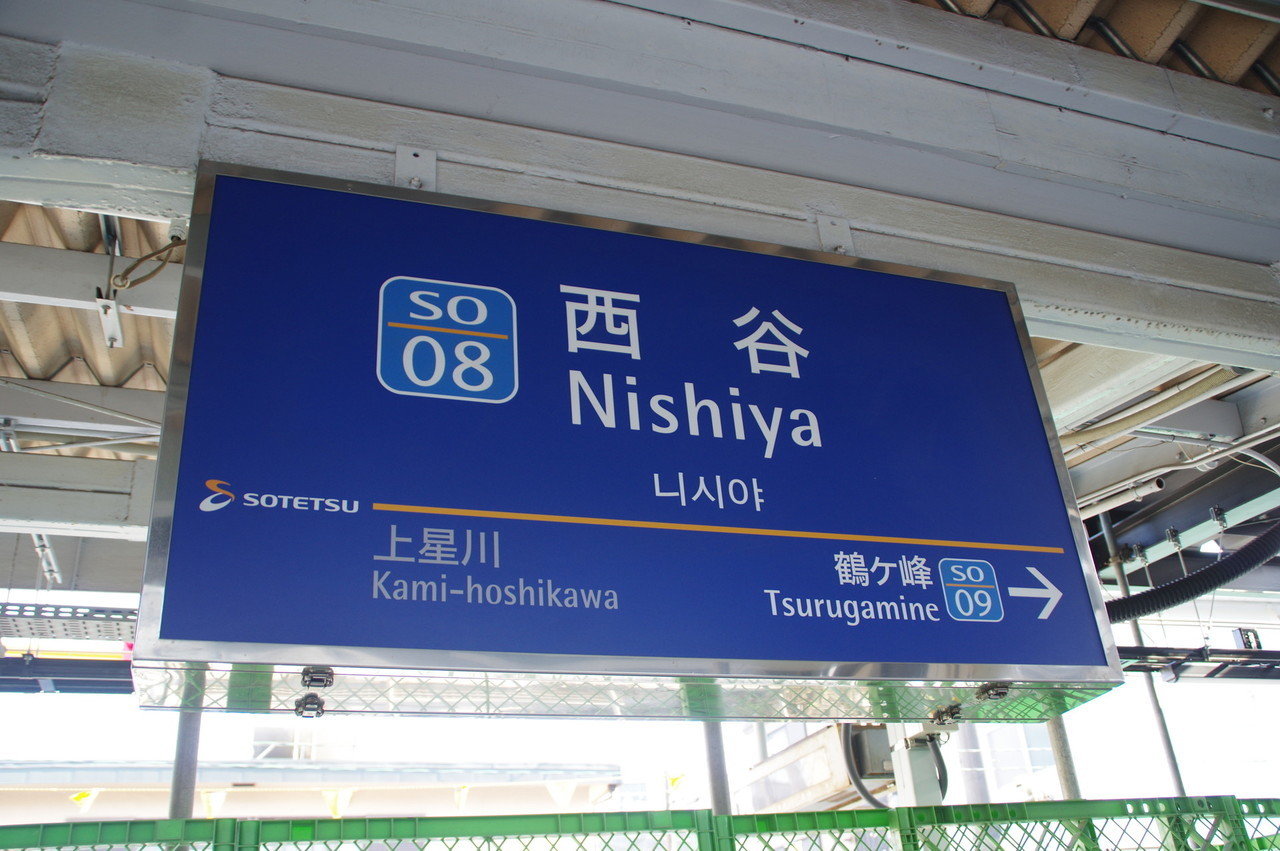 SO
08
西谷
Nishiya
니시야
SOTETSU
上星川
Kami-hoshikawa
鶴ケ峰
Tsurugamine
SO
09